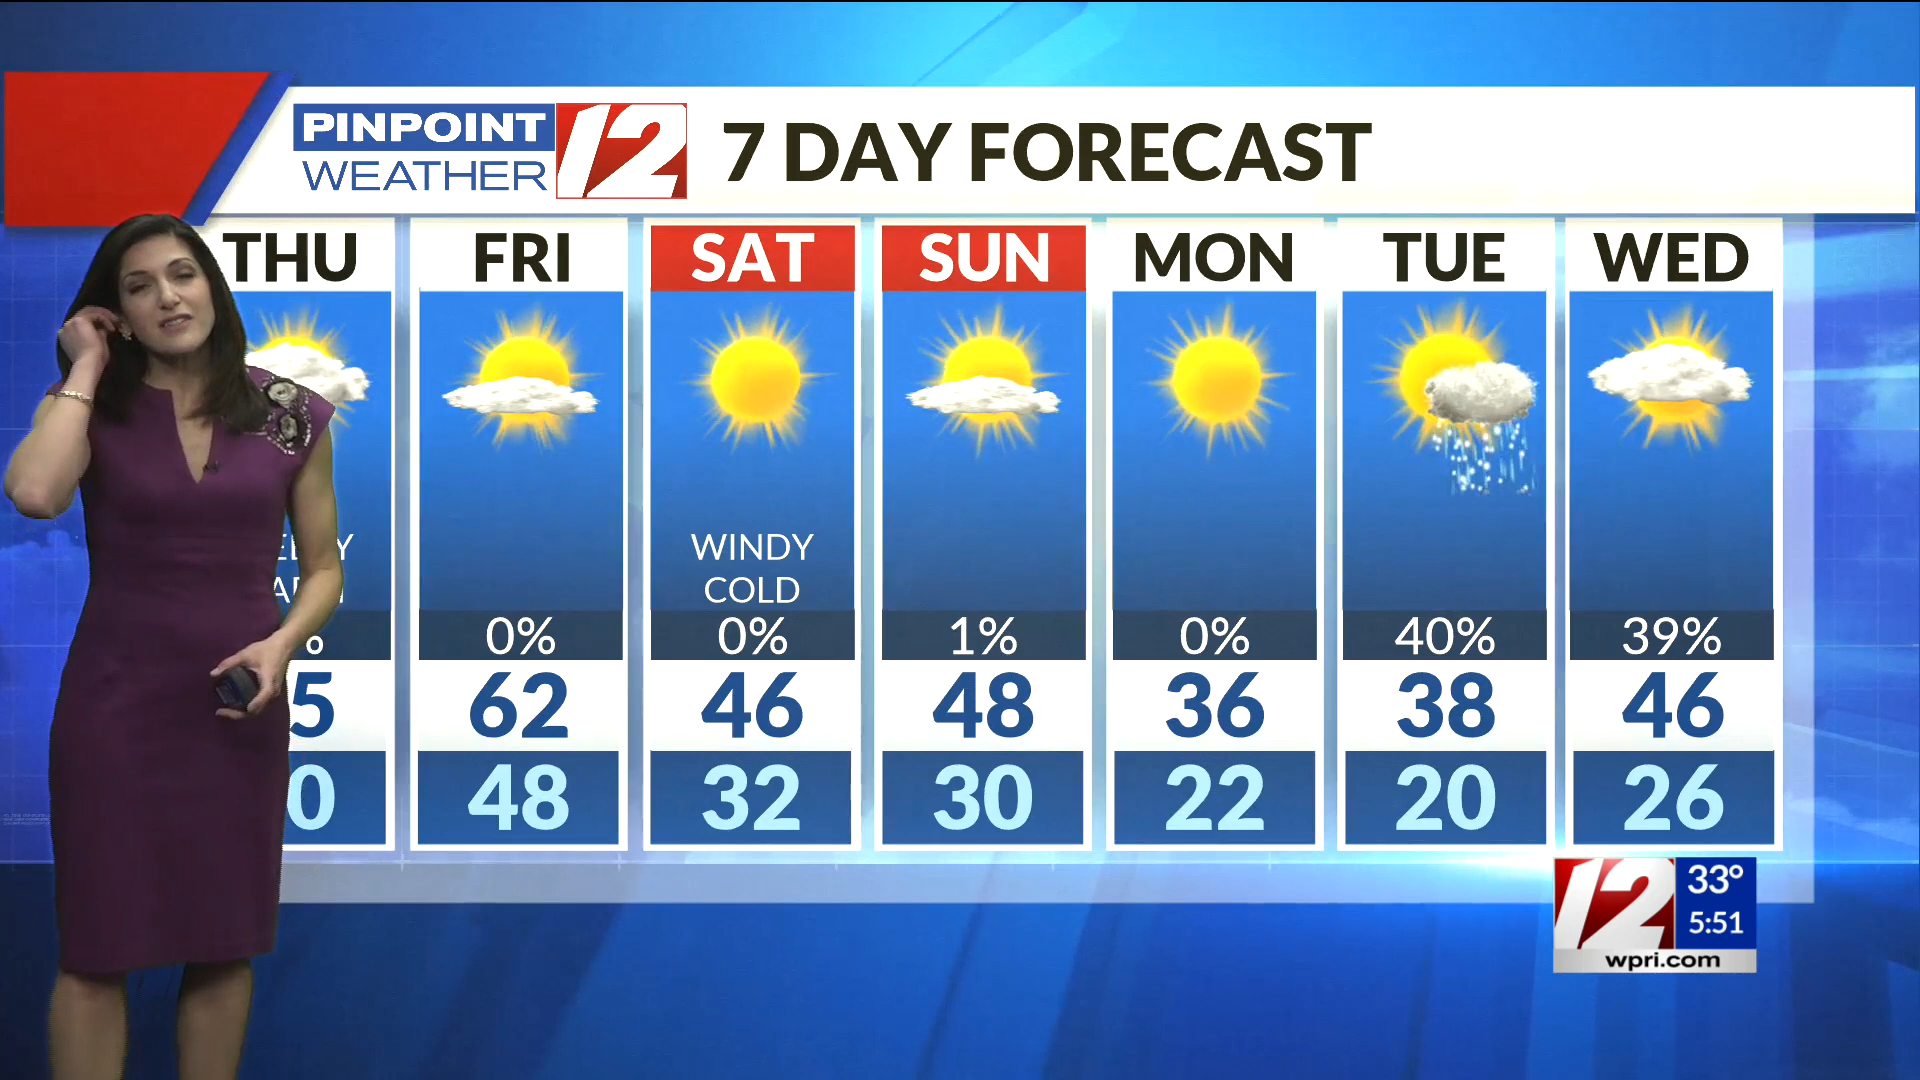 PINPOINT
WEATHER
12
7 DAY FORECAST
THU
FRI
SAT
SUN
MON
TUE
WED
WINDY
COLD
0%
0%
1%
0%
40%
39%
62
46
48
36
38
46
48
32
30
22
20
26
12
33°
5:51
wpri.com